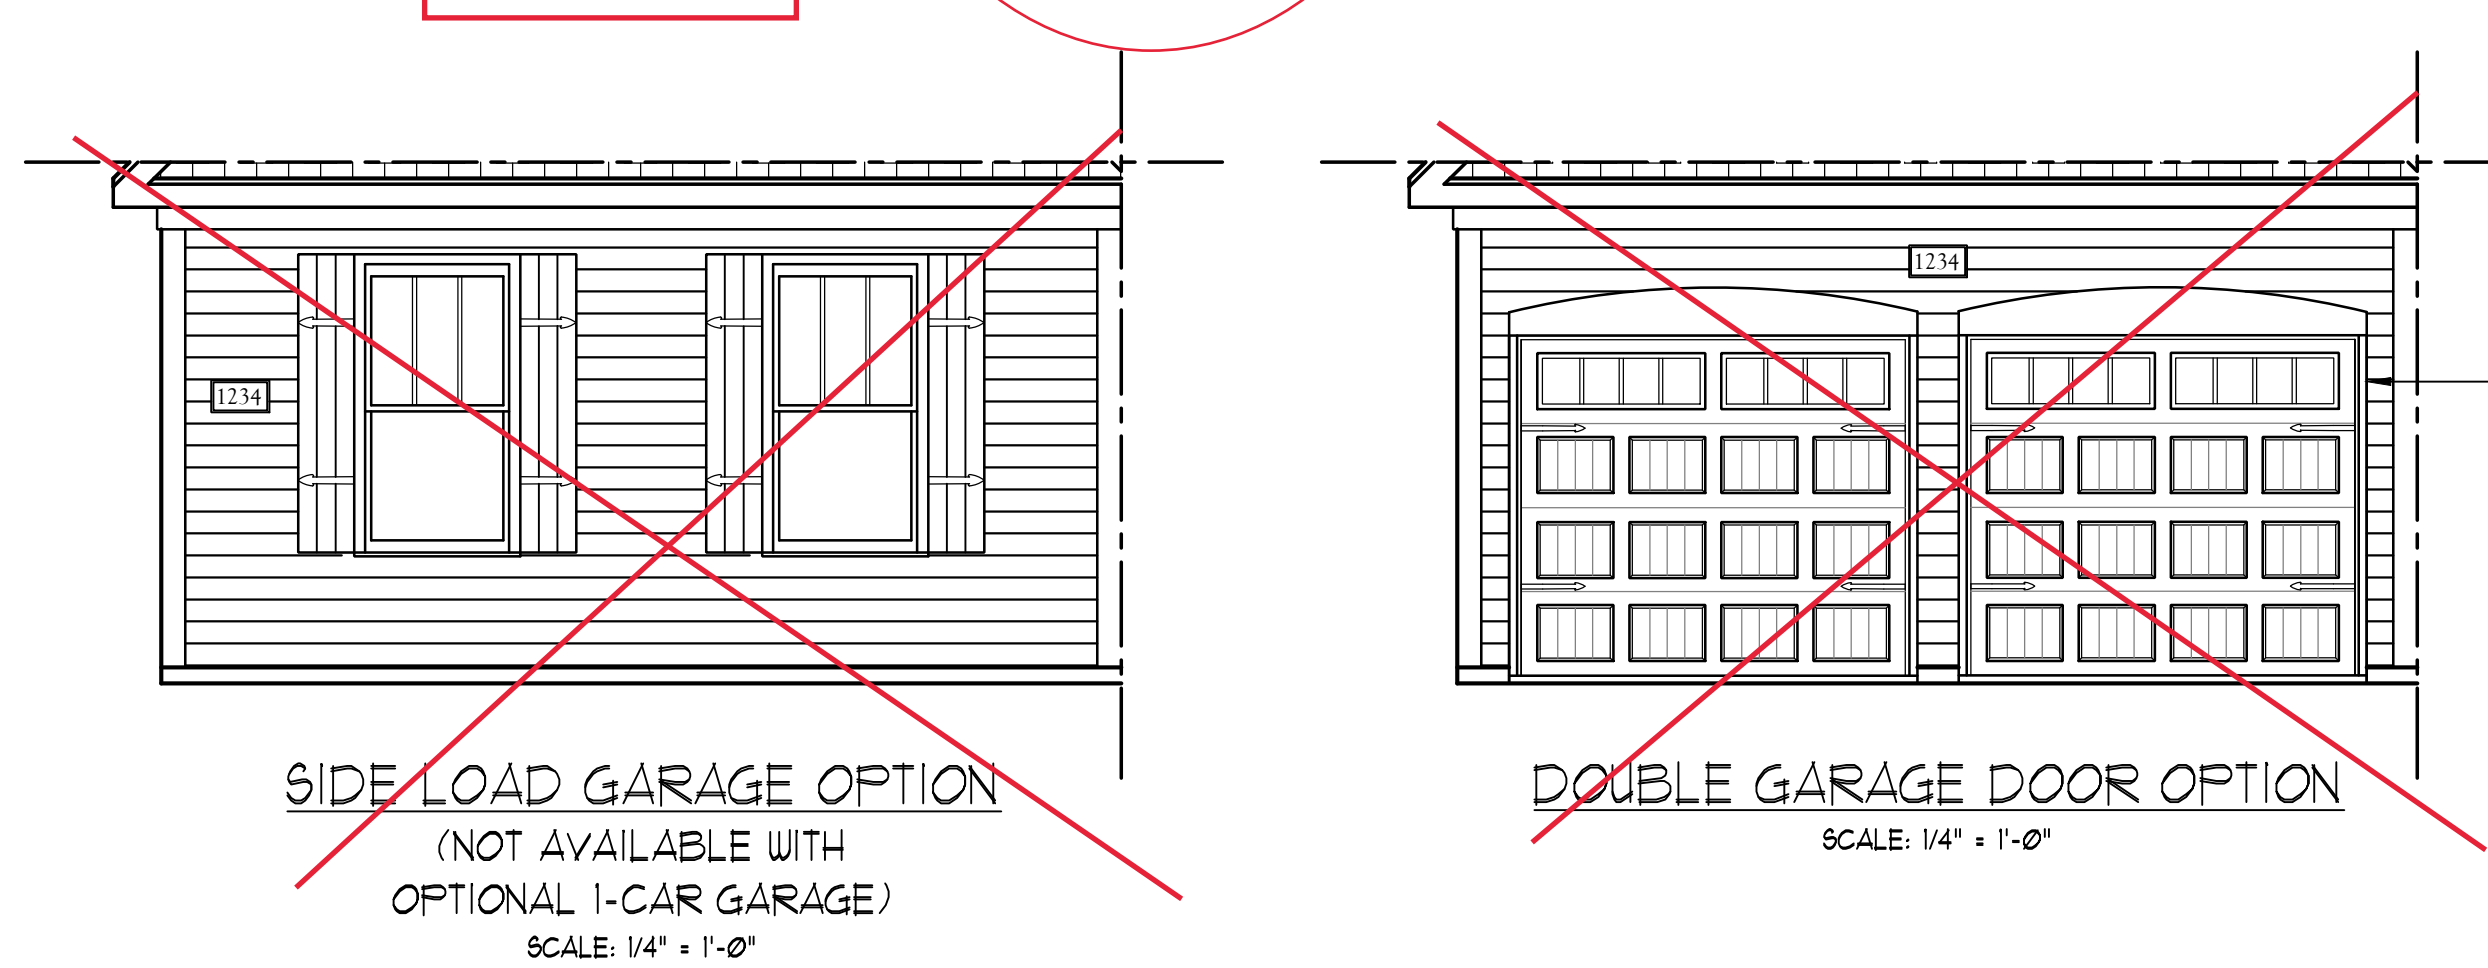 1234
1234
SIDE LOAD GARAGE OPTION
(NOT AVAILABLE WITH
OPTIONAL 1-CAR GARAGE)
SCALE: 1/4" = 1'-0"
DOUBLE GARAGE DOOR OPTION
SCALE: 1/4" = 1'-0"